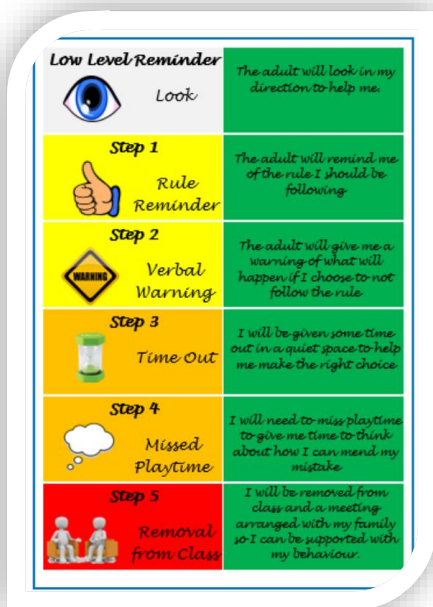 Low Level Reminder
Look
The adult will look in my
direction to help me.
Step 1
Rule
Reminder
The adult will remind me
of the rule I should be
following
Step 2
WARNING
Verbal
Warning
The adult will give me a
warning of what will
happen if I choose to not
follow the rule
Step 3
Time Out
I will be given some time
out in a quiet space to help
me make the right choice
Step 4
Missed
Playtime
I will need to miss playtime
to give me time to think
about how I can mend my
mistake
Step 5
Removal
from Class
I will be removed from
class and a meeting
arranged with my family
so I can be supported with
my behaviour.